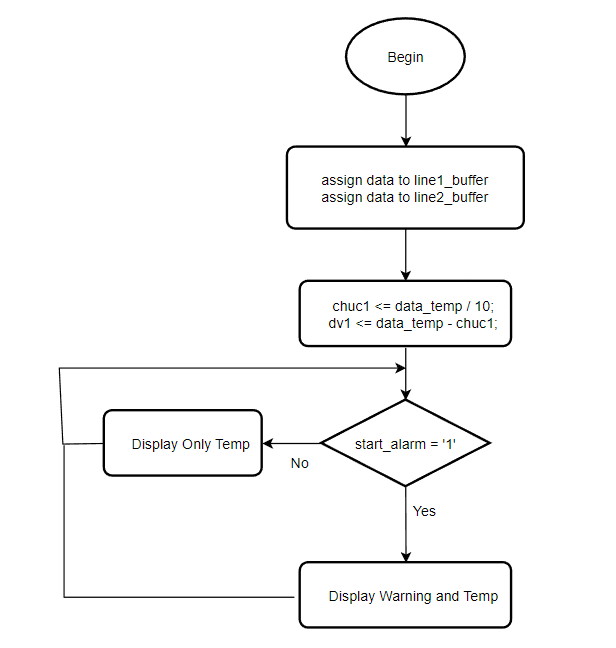 Begin
assign data to line1_buffer
assign data to line2_buffer
chuc1 <= data_temp / 10;
dv1 <= data_temp - chuc1;
start_alarm = '1'
Display Only Temp
No
Yes
Display Warning and Temp